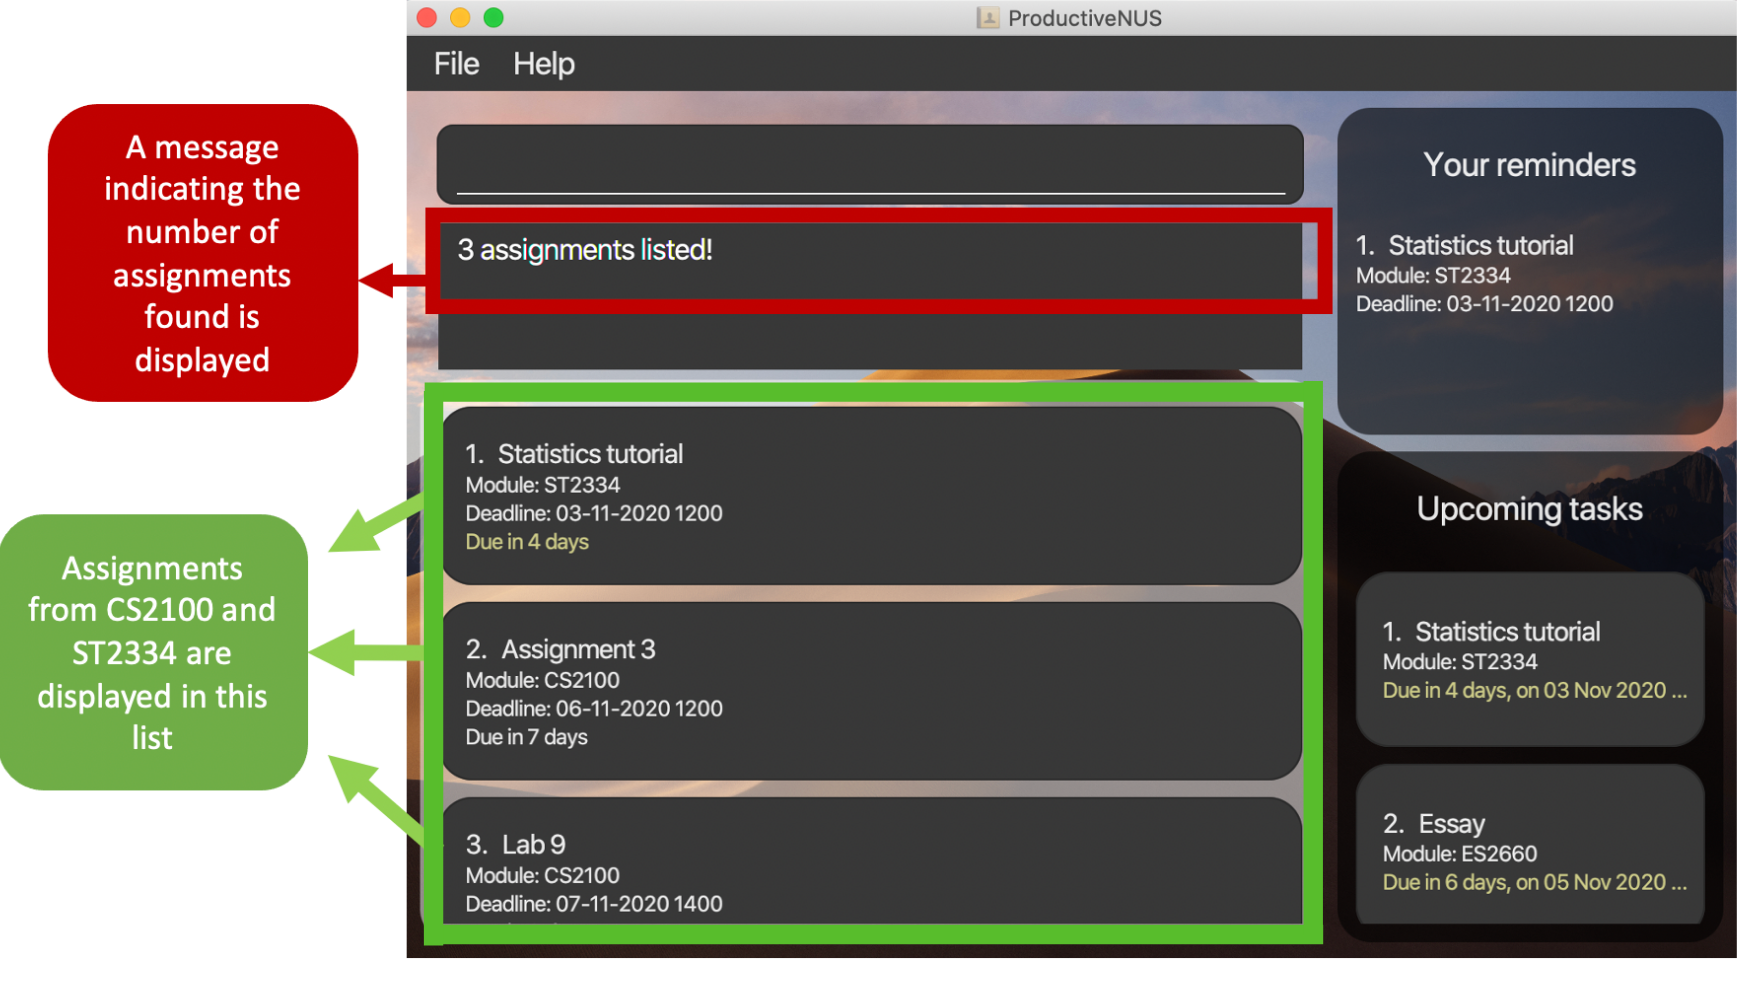 ProductiveNUS
File Help
A message
indicating the
number of
assignments
found is
displayed
3 assignments listed!
Assignments
from CS2100 and
ST2334 are
displayed in this
list
1. Statistics tutorial
Module: ST2334
Deadline: 03-11-2020 1200
Due in 4 days
2. Assignment 3
Module: CS2100
Deadline: 06-11-2020 1200
Due in 7 days
3. Lab 9
Module: CS2100
Deadline: 07-11-2020 1400
Your reminders
1. Statistics tutorial
Module: ST2334
Deadline: 03-11-2020 1200
Upcoming tasks
1. Statistics tutorial
Module: ST2334
Due in 4 days, on 03 Nov 2020 ...
2. Essay
Module: ES2660
Due in 6 days, on 05 Nov 2020 ...